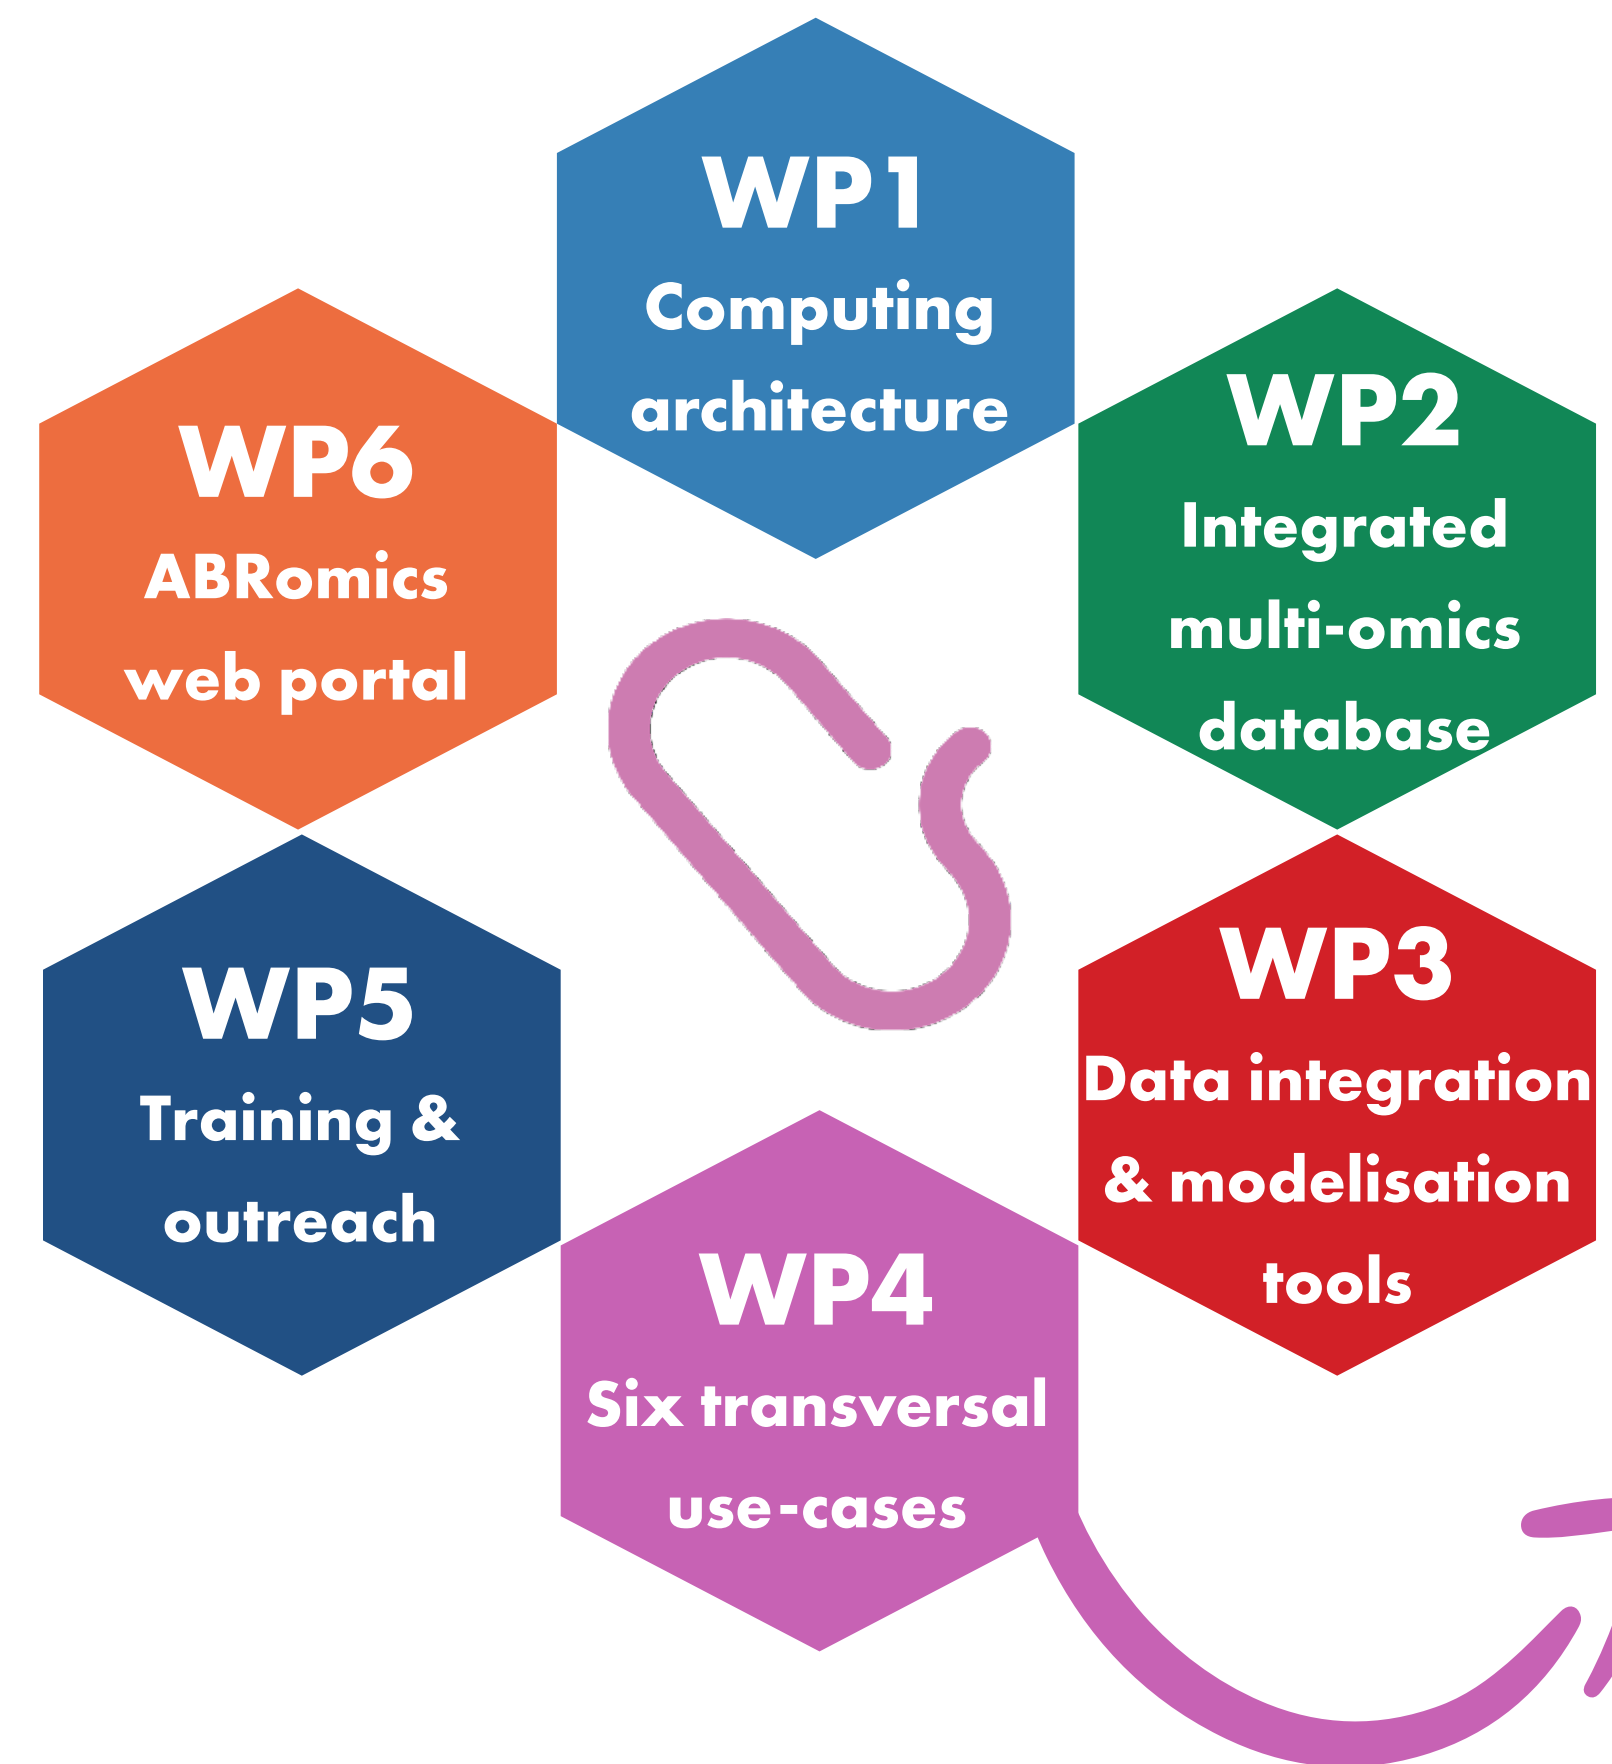 WP1
Computing
architecture
WP2
Integrated
multi-omics
database
WP3
Data integration
& modelisation
tools
WP4
Six transversal
use-cases
WP5
Training &
outreach
WP6
ABRomics
web portal